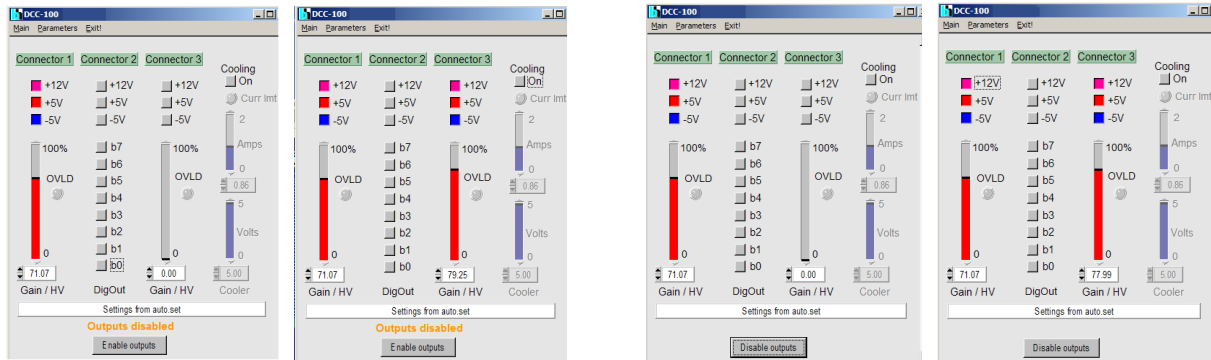 DCC-100
Main Parameters Exit!
Connector 1 Connector 2 Connector 3
Cooling
On
+12V +12V +12V
+5V +5V +5V
Curr lmt
-5V -5V -5V
2
100% b7 100%
Amps
b6
0
OVLD b5 OVLD
0.86
b4
5
b3
b2
Volts
b1
0 0 0
b0
71.07 0.00 5.00
Gain / HV DigOut Gain / HV
Settings from auto.set
Outputs disabled
Enable outputs
DCC-100
Main Parameters Exit!
Connector 1 Connector 2 Connector 3
Cooling
On
+12V +12V +12V
+5V +5V +5V
Curr lmt
-5V -5V -5V
2
100% b7 100%
Amps
b6
0
OVLD b5 OVLD
0.86
b4
5
b3
b2
Volts
b1
0 0 0
b0
71.07 79.25 5.00
Gain / HV DigOut Gain / HV Cooler
Settings from auto.set
Outputs disabled
Enable outputs
DCC-100
Main Parameters Exit!
Connector 1 Connector 2 Connector 3
Cooling
On
+12V +12V +12V
+5V +5V +5V
Curr lmt
-5V -5V -5V
2
100% b7 100%
Amps
b6
0
OVLD b5 OVLD
0.86
b4
5
b3
b2
Volts
b1
0 0 0
b0
71.07 0.00 5.00
Gain / HV DigOut Gain / HV Cooler
Settings from auto.set
Disable outputs
DCC-100
Main Parameters Exit!
Connector 1 Connector 2 Connector 3
Cooling
On
+12V +12V +12V
+5V +5V +5V
Curr lmt
-5V -5V -5V
2
100% b7 100%
Amps
b6
0
OVLD b5 OVLD
0.86
b4
5
b3
b2
Volts
b1
0 0 0
b0
71.07 77.99 5.00
Gain / HV DigOut Gain / HV Cooler
Settings from auto.set
Disable outputs